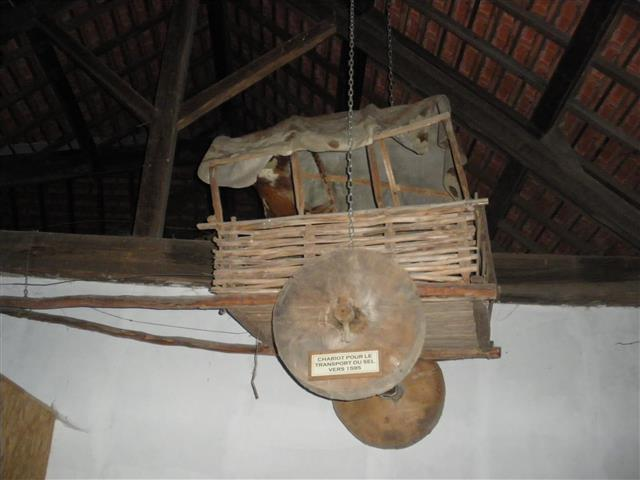 CHARIOT POUR LE
TRANSPORT DU SEL
VERS 1595